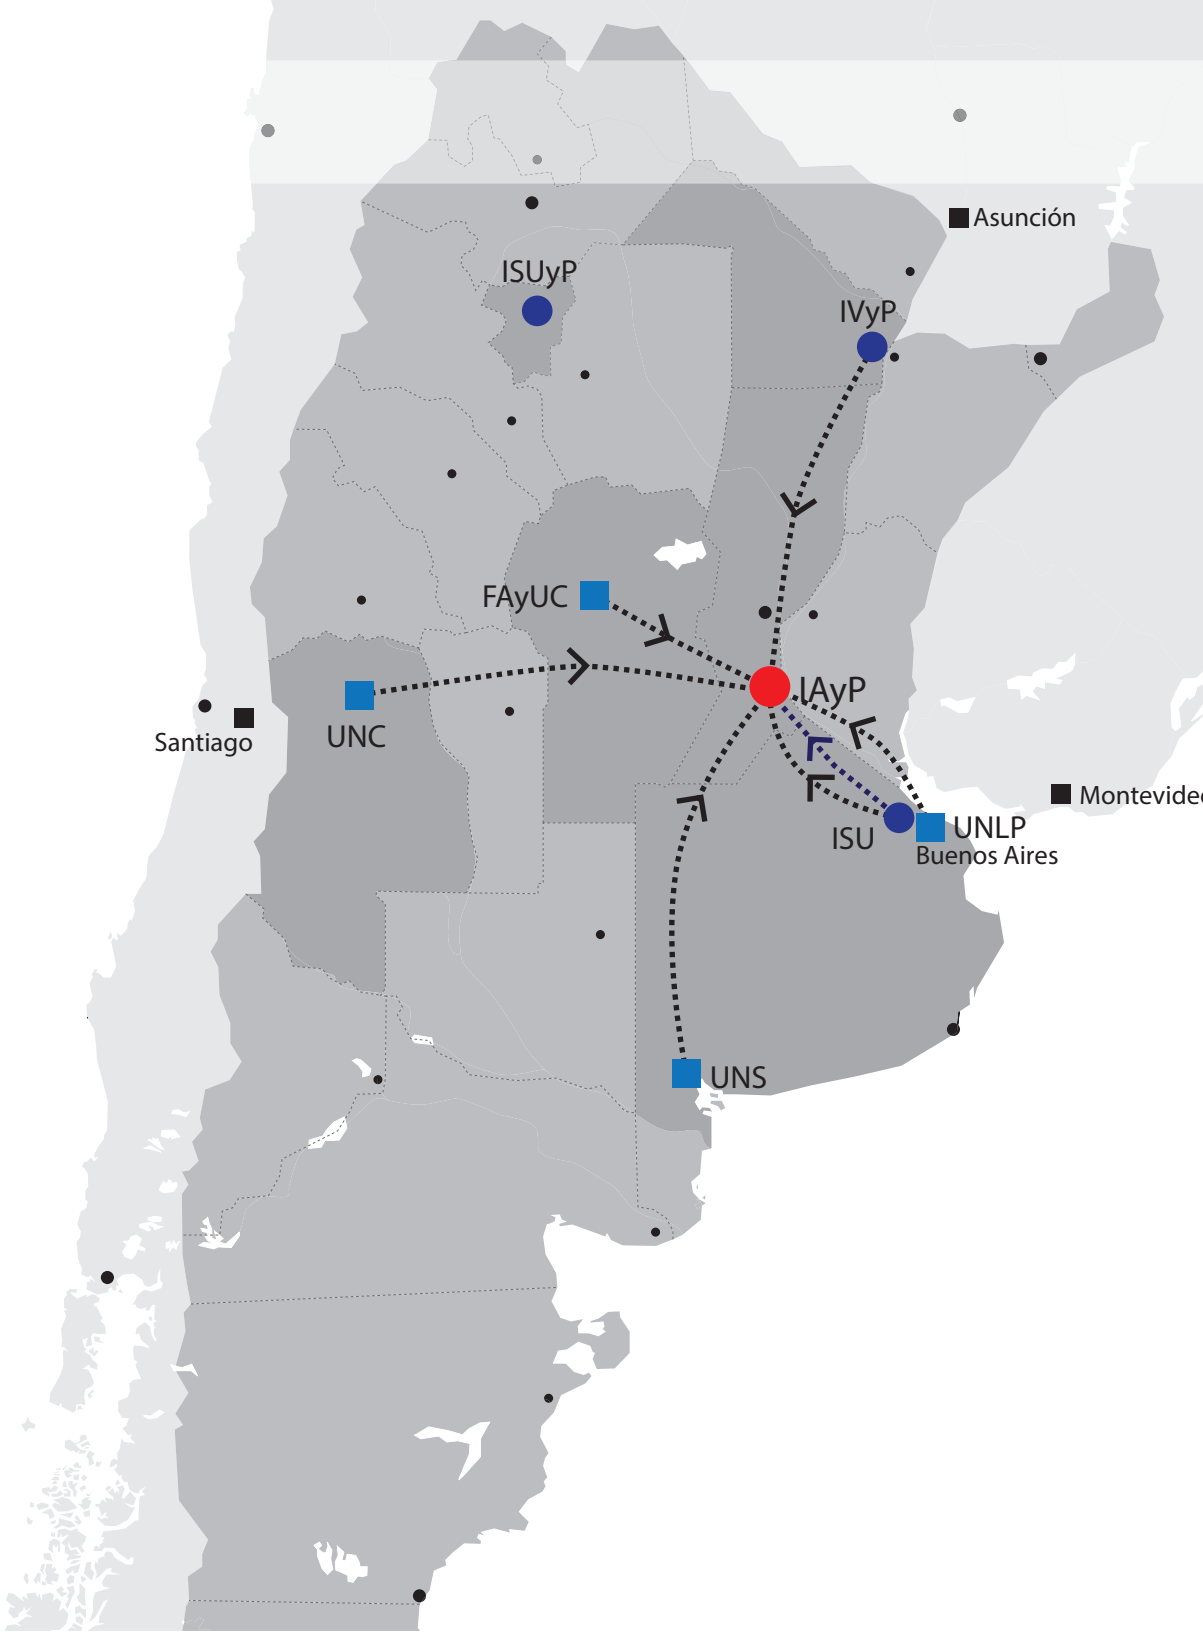 Asunción
ISUyP
IVyP
FAyUC
IAyP
UNC
Santiago
Montevideo
ISU
UNLP
Buenos Aires
UNS